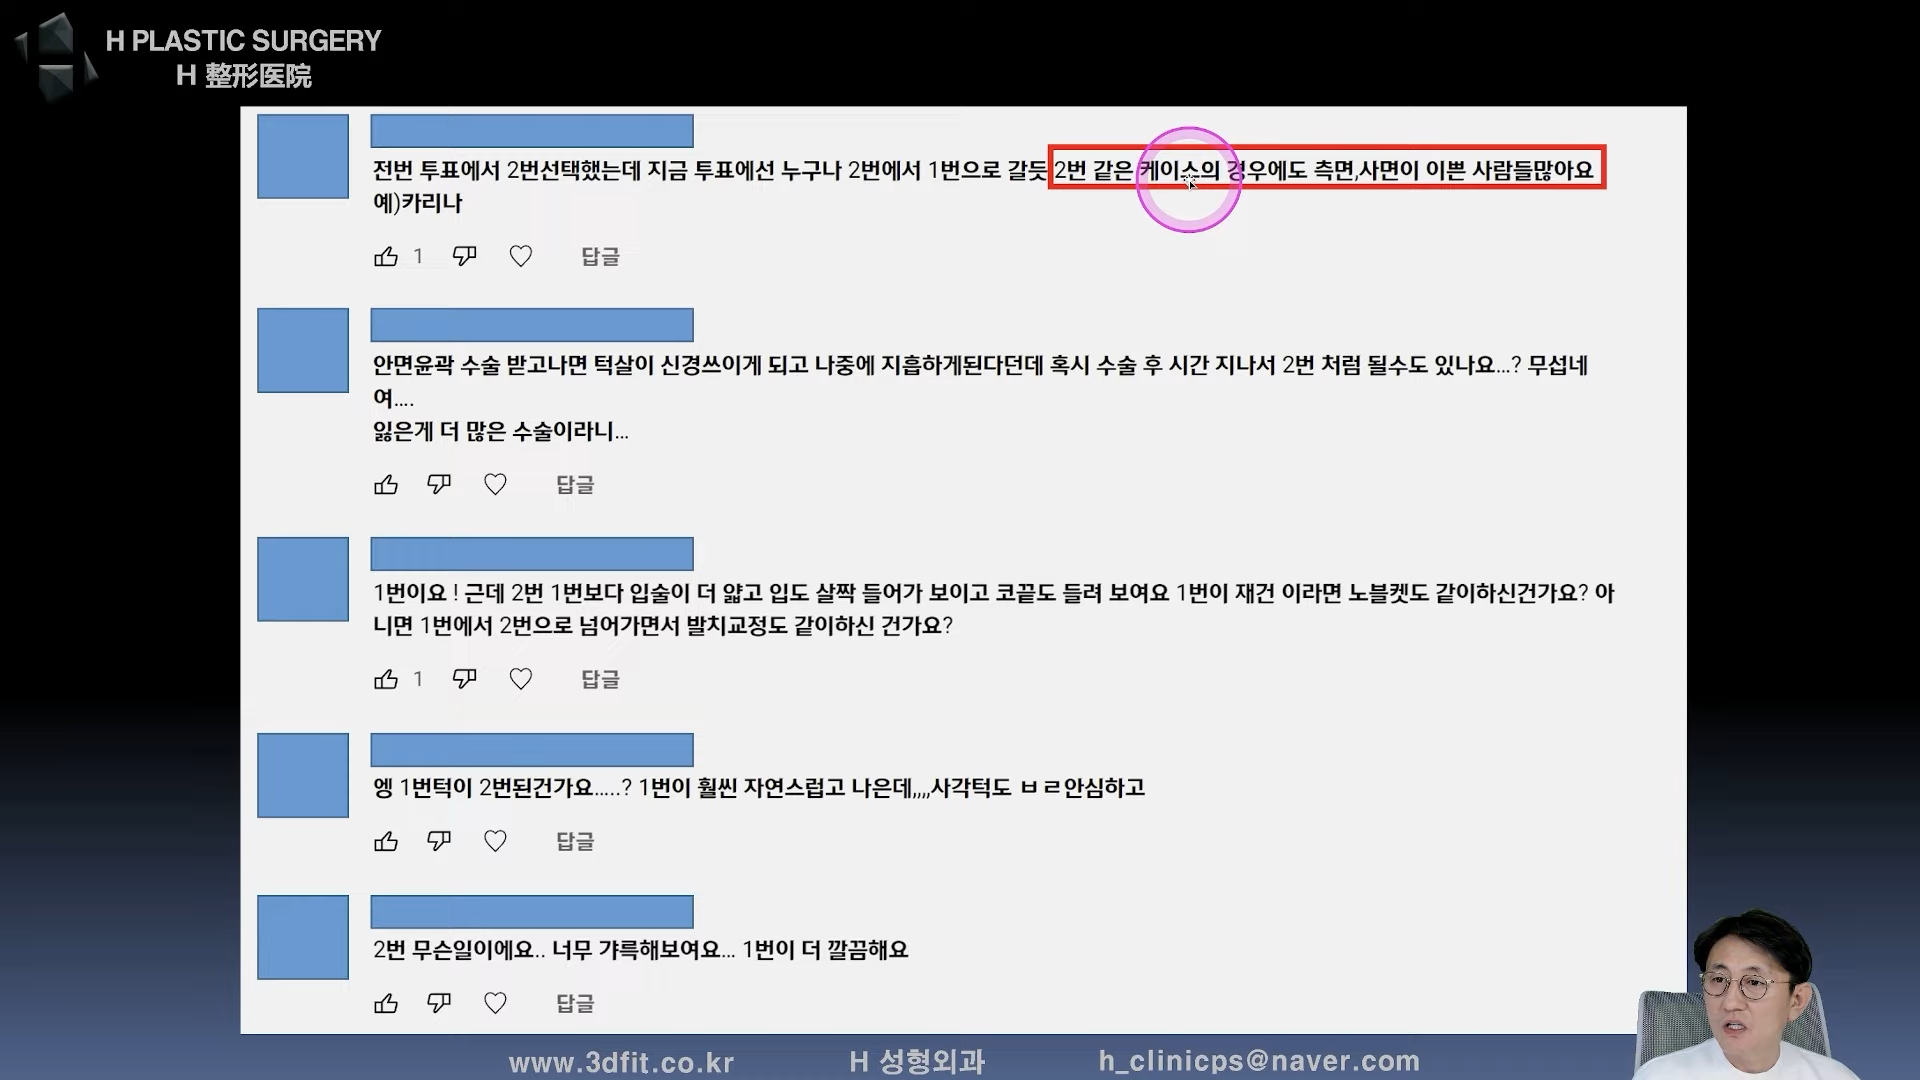 H PLASTIC SURGERY
H 整形医院
전번 투표에서 2번선택했는데 지금 투표에선 누구나 2번에서 1번으로 갈듯 2번 같은 케이스의 경우에도 측면,사면이 이쁜 사람들많아요
예)카리나
1 답글
안면윤곽 수술 받고나면 턱살이 신경쓰이게 되고 나중에 지흡하게된다던데 혹시 수술 후 시간 지나서 2번 처럼 될수도 있나요...? 무섭네
여....
잃은게 더 많은 수술이라니...
답글
1번이요 ! 근데 2번 1번보다 입술이 더 얇고 입도 살짝 들어가 보이고 코끝도 들려 보여요 1번이 재건 이라면 노블켓도 같이하신건가요? 아
니면 1번에서 2번으로 넘어가면서 발치교정도 같이하신 건가요?
1 답글
엥 1번턱이 2번된건가요.....? 1번이 훨씬 자연스럽고 나은데,,,,사각턱도 ㅂㄹ안심하고
답글
2번 무슨일이에요.. 너무 갸륵해보여요... 1번이 더 깔끔해요
답글
www.3dfit.co.kr H 성형외과 h_clinicps@naver.com